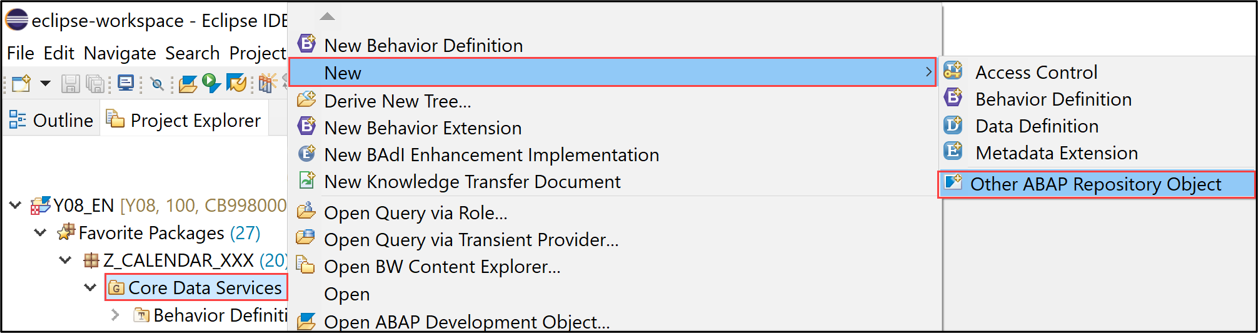 eclipse-workspace - Eclipse IDE
File Edit Navigate Search Project
Outline Project Explorer
Y08_EN [Y08, 100, CB998000
Favorite Packages (27)
Z_CALENDAR_XXX (20)
G Core Data Services
T Behavior Definiti
New Behavior Definition
New
Derive New Tree...
New Behavior Extension
New BAdI Enhancement Implementation
New Knowledge Transfer Document
Open Query via Role...
Open Query via Transient Provider...
Open BW Content Explorer...
Open
Open ABAP Development Object...
Access Control
B Behavior Definition
D Data Definition
Metadata Extension
Other ABAP Repository Object